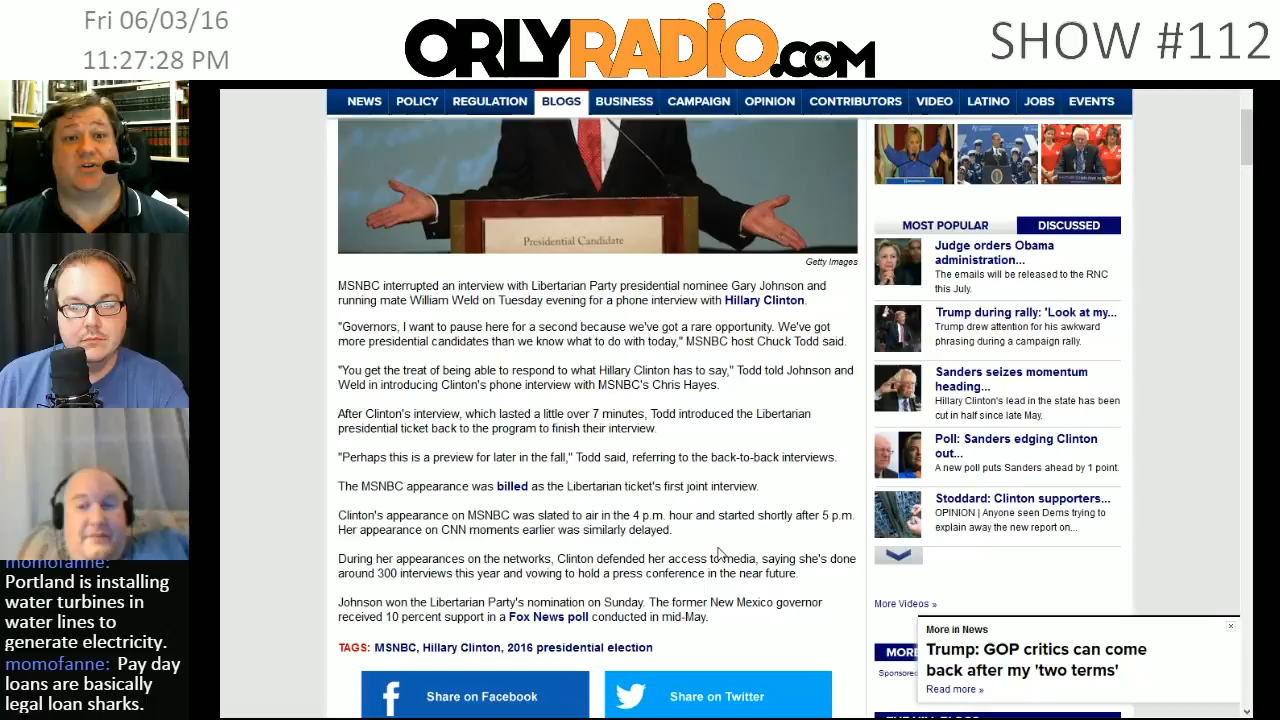 Fri 06/03/16
11:27:28 PM
ORLYRADIO.COM
SHOW #112
NEWS POLICY REGULATION BLOGS BUSINESS CAMPAIGN OPINION CONTRIBUTORS VIDEO LATINO JOBS EVENTS
Presidential Candidate
Getty Images
MSNBC interrupted an interview with Libertarian Party presidential nominee Gary Johnson and
running mate William Weld on Tuesday evening for a phone interview with Hillary Clinton.
"Governors, I want to pause here for a second because we've got a rare opportunity. We've got
more presidential candidates than we know what to do with today," MSNBC host Chuck Todd said.
"You get the treat of being able to respond to what Hillary Clinton has to say," Todd told Johnson and
Weld in introducing Clinton's phone interview with MSNBC's Chris Hayes.
After Clinton's interview, which lasted a little over 7 minutes, Todd introduced the Libertarian
presidential ticket back to the program to finish their interview.
"Perhaps this is a preview for later in the fall," Todd said, referring to the back-to-back interviews.
The MSNBC appearance was billed as the Libertarian ticket's first joint interview.
Clinton's appearance on MSNBC was slated to air in the 4 p.m. hour and started shortly after 5 p.m.
Her appearance on CNN moments earlier was similarly delayed.
During her appearances on the networks, Clinton defended her access to media, saying she's done
around 300 interviews this year and vowing to hold a press conference in the near future.
Johnson won the Libertarian Party's nomination on Sunday. The former New Mexico governor
received 10 percent support in a Fox News poll conducted in mid-May.
TAGS: MSNBC, Hillary Clinton, 2016 presidential election
Share on Facebook
Share on Twitter
MOST POPULAR DISCUSSED
Judge orders Obama
administration...
The emails will be released to the RNC
this July.
Trump during rally: 'Look at my...
Trump drew attention for his awkward
phrasing during a campaign rally.
Sanders seizes momentum
heading...
Hillary Clinton's lead in the state has been
cut in half since late May.
Poll: Sanders edging Clinton
out...
A new poll puts Sanders ahead by 1 point.
Stoddard: Clinton supporters...
OPINION | Anyone seen Dems trying to
explain away the new report on...
More Videos »
MORE
Sponsored
More in News
Trump: GOP critics can come
back after my 'two terms'
Read more »
THE HILL BLOGS
momofanne:
Portland is installing
water turbines in
water lines to
generate electricity.
momofanne: Pay day
loans are basically
legal loan sharks.